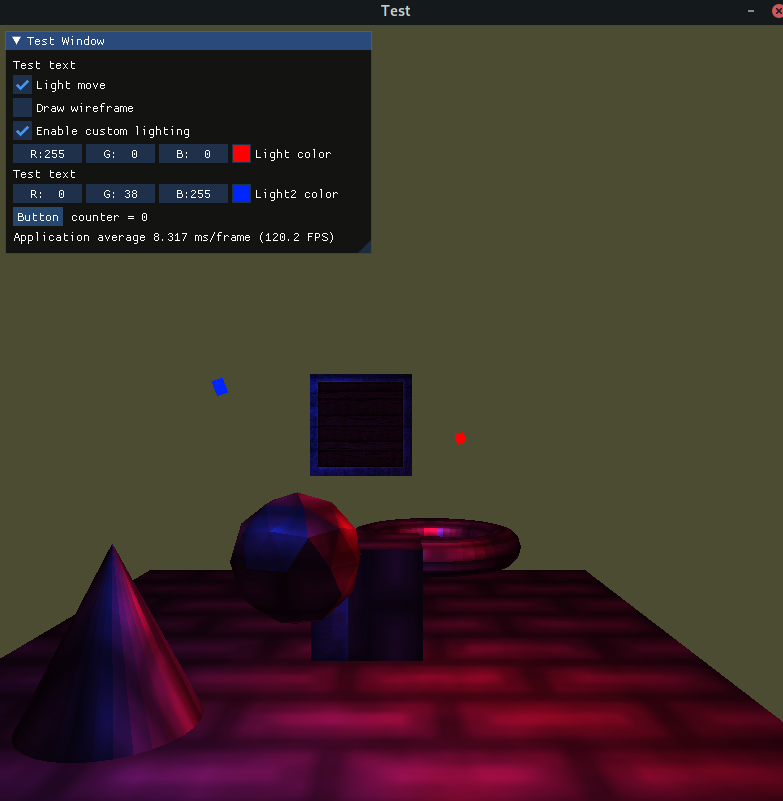 Test
Test Window
Test text
Light move
Draw wireframe
Enable custom lighting
R:255 G: 0 B: 0 Light color
Test text
R: 0 G: 38 B:255 Light2 color
Button counter = 0
Application average 8.317 ms/frame (120.2 FPS)